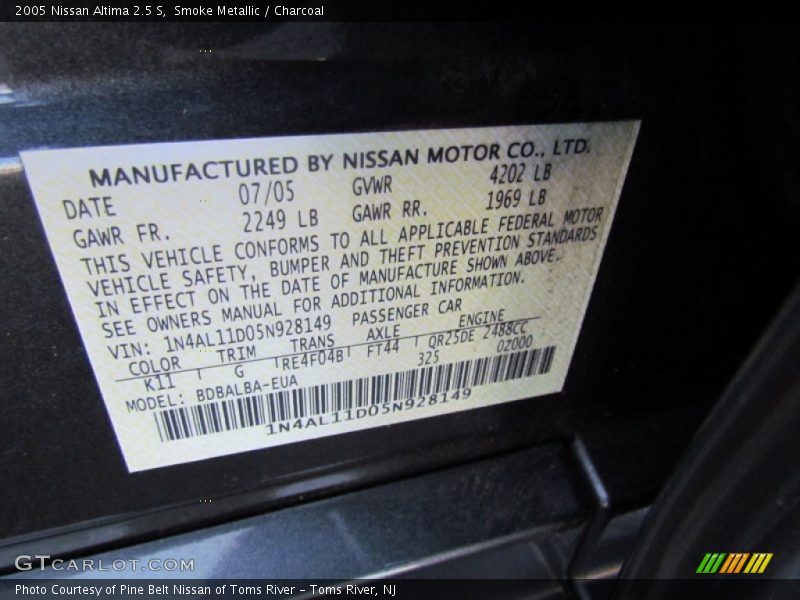 2005 Nissan Altima 2.5 S, Smoke Metallic / Charcoal
MANUFACTURED BY NISSAN MOTOR CO., LTD.
DATE 07/05 GVWR 4202 LB
GAWR FR. 2249 LB GAWR RR. 1969 LB
THIS VEHICLE CONFORMS TO ALL APPLICABLE FEDERAL MOTOR
VEHICLE SAFETY, BUMPER AND THEFT PREVENTION STANDARDS
IN EFFECT ON THE DATE OF MANUFACTURE SHOWN ABOVE.
SEE OWNERS MANUAL FOR ADDITIONAL INFORMATION.
VIN: 1N4AL11D05N928149 PASSENGER CAR
COLOR TRIM TRANS AXLE ENGINE
K11 G RE4F04B FT44 QR25DE 2488CC
MODEL: BDBALBA-EUA 325 02000
1N4AL11D05N928149
GTCARLOT.COM
Photo Courtesy of Pine Belt Nissan of Toms River – Toms River, NJ